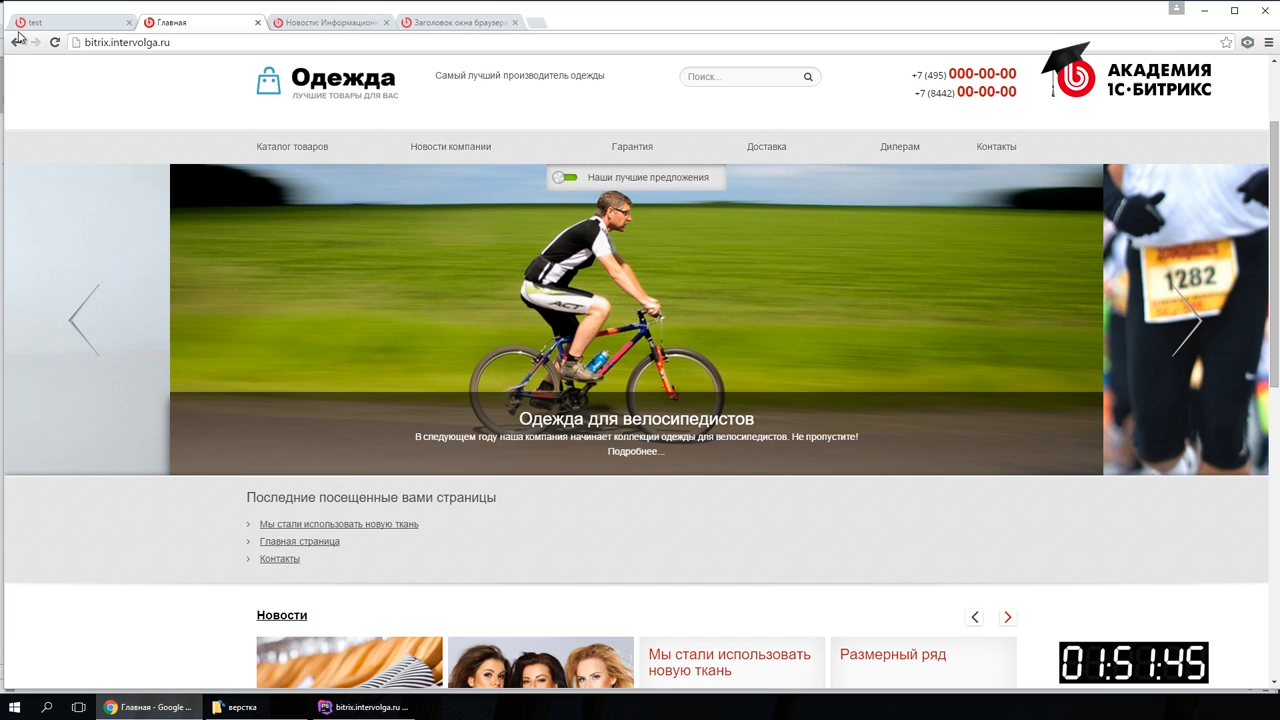 test
Главная
Новости: Информационн
Заголовок окна браузера
bitrix.intervolga.ru
Одежда
ЛУЧШИЕ ТОВАРЫ ДЛЯ ВАС
Самый лучший производитель одежды
Поиск...
+7 (495) 000-00-00
+7 (8442) 00-00-00
АКАДЕМИЯ
1С·БИТРИКС
Каталог товаров
Новости компании
Гарантия
Доставка
Дилерам
Контакты
Наши лучшие предложения
ACT
1282
Одежда для велосипедистов
В следующем году наша компания начинает коллекции одежды для велосипедистов. Не пропустите!
Подробнее...
Последние посещенные вами страницы
Мы стали использовать новую ткань
Главная страница
Контакты
Новости
Мы стали использовать
новую ткань
Размерный ряд
01:51:45
Главная - Google ...
верстка
bitrix.intervolga.ru ...